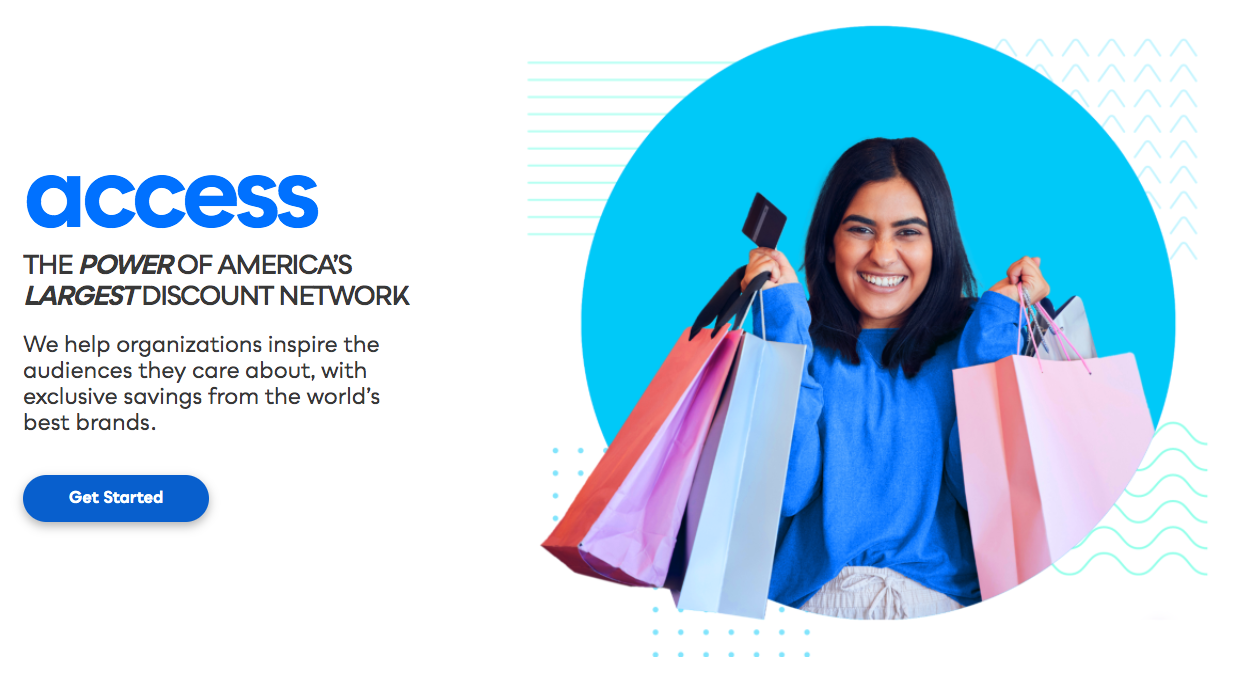 access
THE POWER OF AMERICA'S
LARGEST DISCOUNT NETWORK
We help organizations inspire the
audiences they care about, with
exclusive savings from the world's
best brands.
Get Started